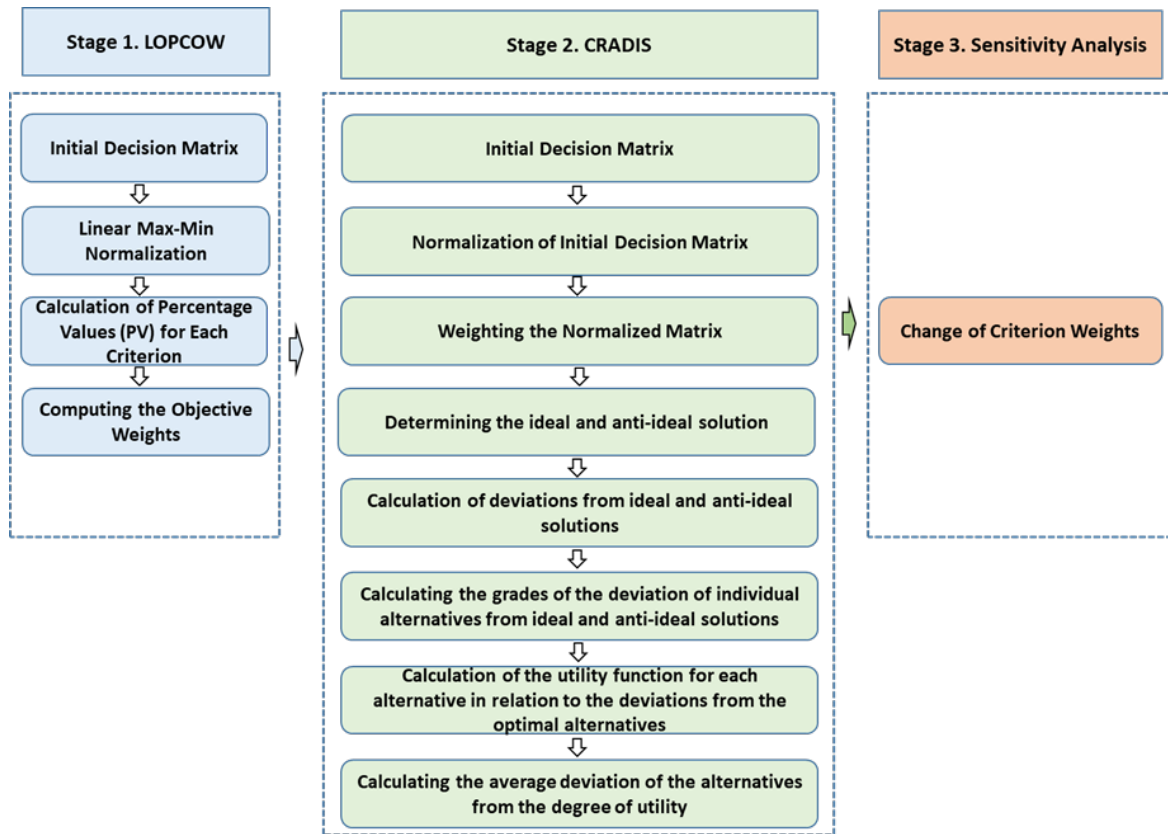 Stage 1. LOPCOW
Initial Decision Matrix
Linear Max-Min
Normalization
Calculation of Percentage
Values (PV) for Each
Criterion
Computing the Objective
Weights
Stage 2. CRADIS
Initial Decision Matrix
Normalization of Initial Decision Matrix
Weighting the Normalized Matrix
Determining the ideal and anti-ideal solution
Calculation of deviations from ideal and anti-ideal
solutions
Calculating the grades of the deviation of individual
alternatives from ideal and anti-ideal solutions
Calculation of the utility function for each
alternative in relation to the deviations from the
optimal alternatives
Calculating the average deviation of the alternatives
from the degree of utility
Stage 3. Sensitivity Analysis
Change of Criterion Weights